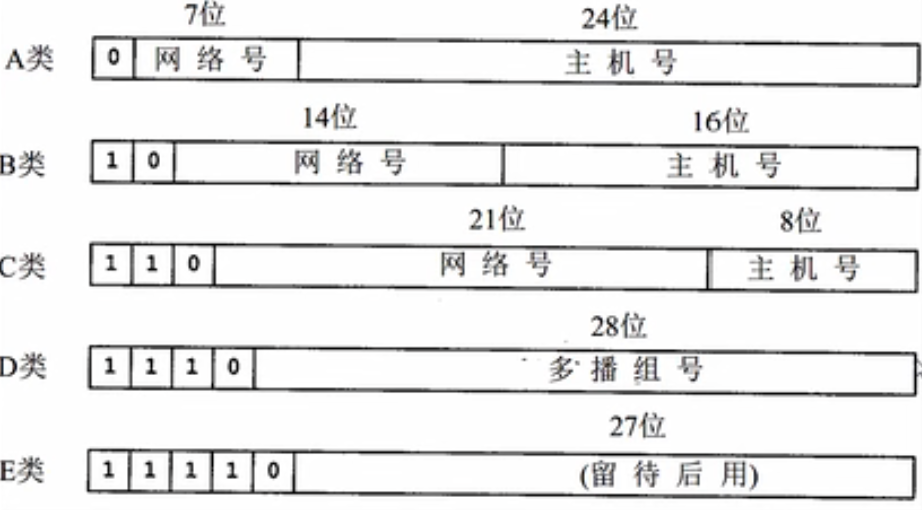 7位 24位
A类 0 网络号 主机号
14位 16位
B类 1 0 网络号 主机号
21位 8位
C类 1 1 0 网络号 主机号
28位
D类 1 1 1 0 多播组号
27位
E类 1 1 1 1 0 (留待后用)